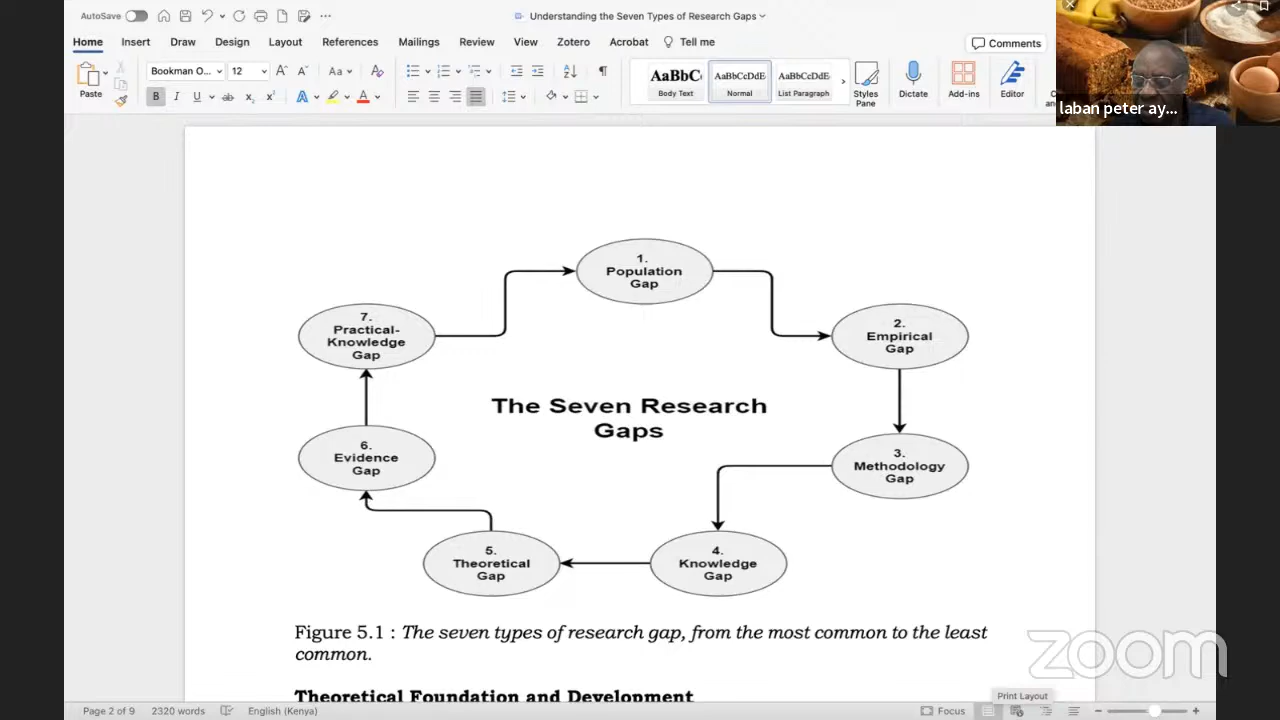 AutoSave
Understanding the Seven Types of Research Gaps
Home Insert Draw Design Layout References Mailings Review View Zotero Acrobat Tell me
Comments
Paste
Bookman O... 12
Aa
B I U ab x₂ x² A A
AaBbC AaBbCcDdE AaBbCcDdE
Body Text Normal List Paragraph
Styles Pane
Dictate
Add-ins
Editor
laban peter ay...
1. Population Gap
2. Empirical Gap
3. Methodology Gap
4. Knowledge Gap
5. Theoretical Gap
6. Evidence Gap
7. Practical-Knowledge Gap
The Seven Research
Gaps
Figure 5.1 : The seven types of research gap, from the most common to the least
common.
Theoretical Foundation and Development
zoom
Print Layout
Page 2 of 9 2320 words English (Kenya) Focus